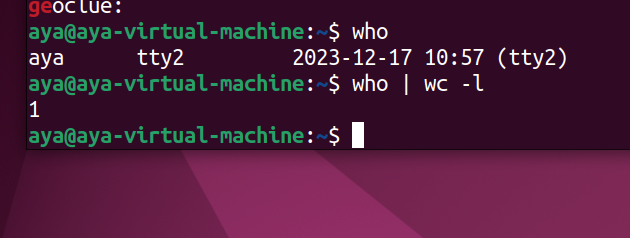 geoclue:
aya@aya-virtual-machine:~$ who
aya      tty2         2023-12-17 10:57 (tty2)
aya@aya-virtual-machine:~$ who | wc -l
1
aya@aya-virtual-machine:~$